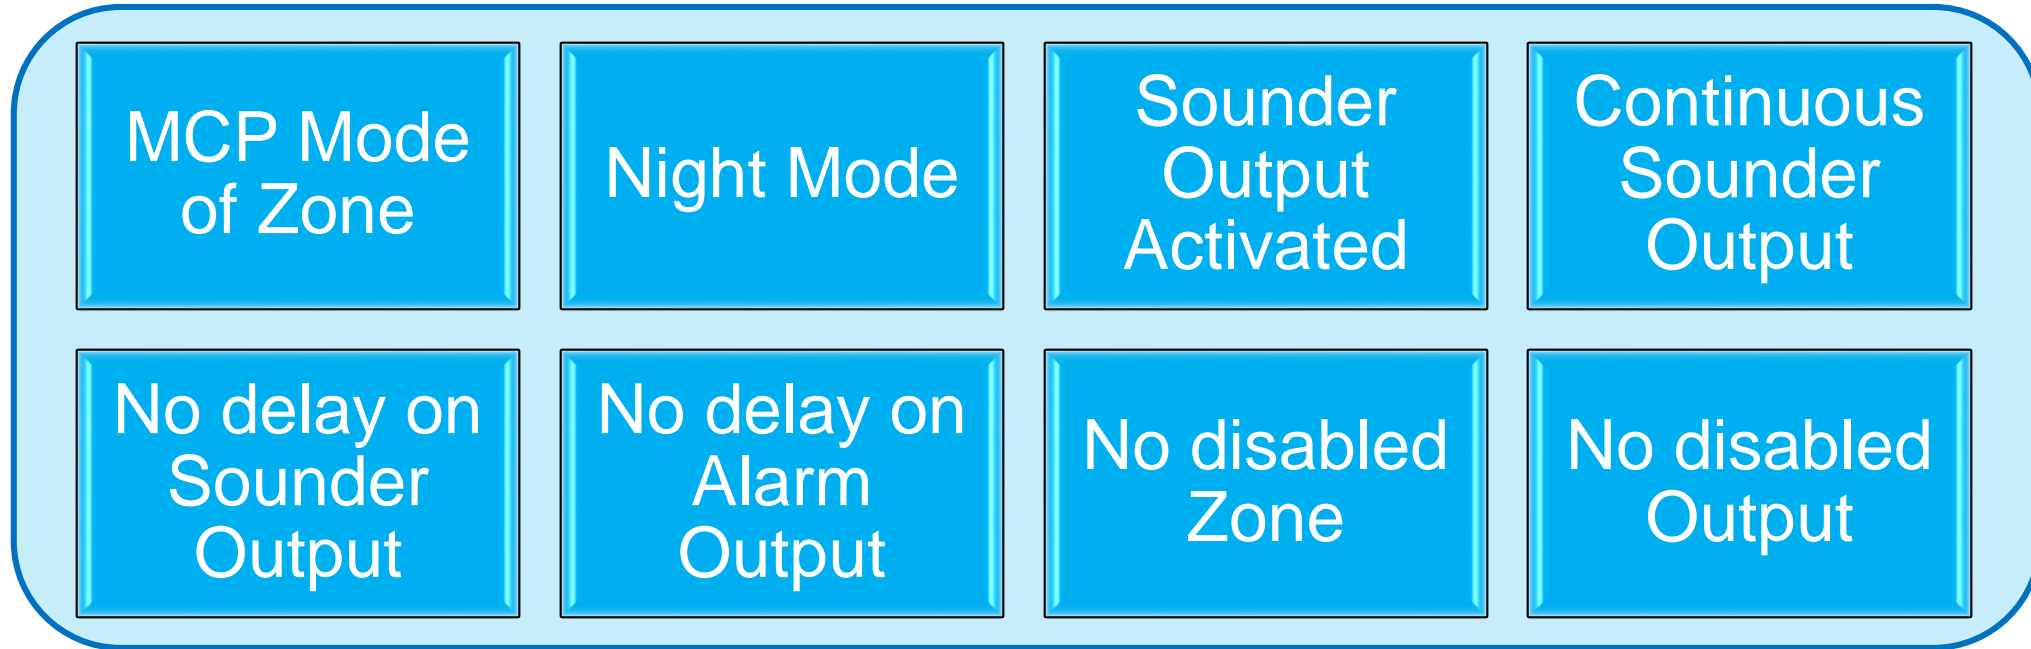 MCP Mode
of Zone
Night Mode
Sounder
Output
Activated
Continuous
Sounder
Output
No delay on
Sounder
Output
No delay on
Alarm
Output
No disabled
Zone
No disabled
Output